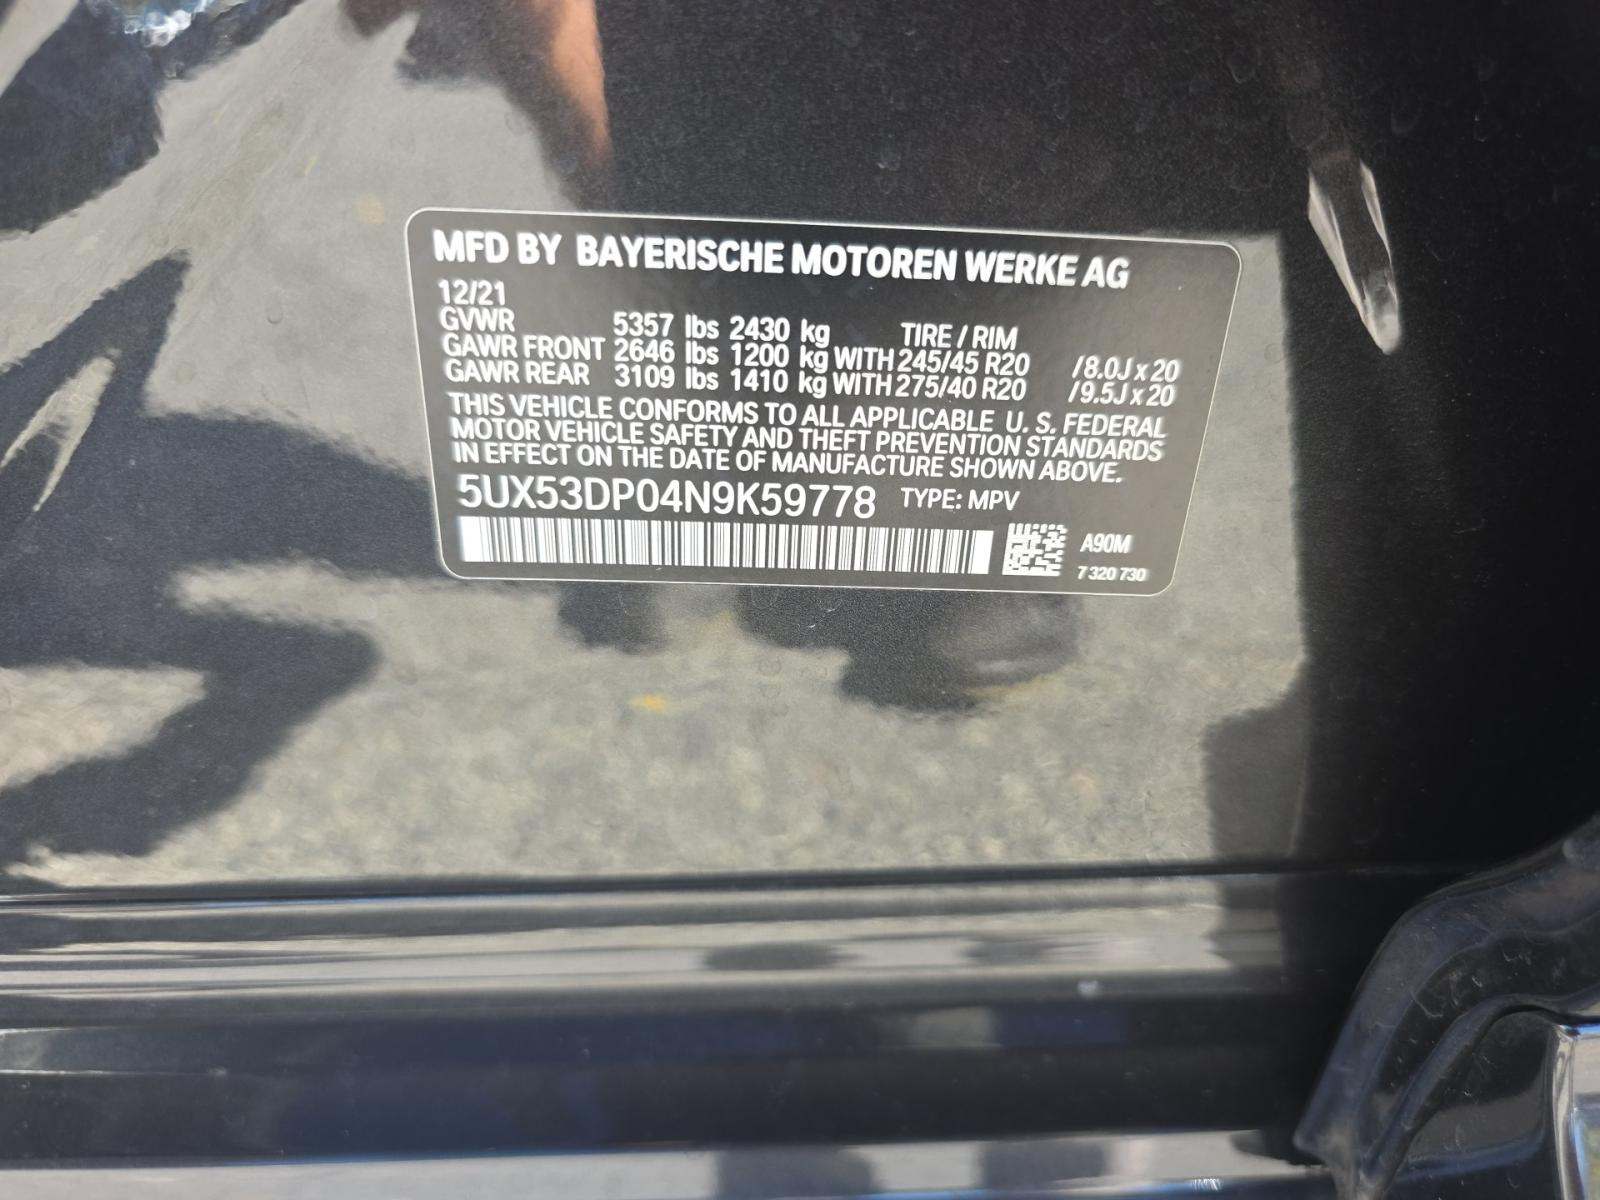 MFD BY BAYERISCHE MOTOREN WERKE AG
12/21
GVWR 5357 lbs 2430 kg TIRE / RIM
GAWR FRONT 2646 lbs 1200 kg WITH 245/45 R20 /8.0J x 20
GAWR REAR 3109 lbs 1410 kg WITH 275/40 R20 /9.5J x 20
THIS VEHICLE CONFORMS TO ALL APPLICABLE U. S. FEDERAL
MOTOR VEHICLE SAFETY AND THEFT PREVENTION STANDARDS
IN EFFECT ON THE DATE OF MANUFACTURE SHOWN ABOVE.
5UX53DP04N9K59778 TYPE: MPV
A90M
7 320 730